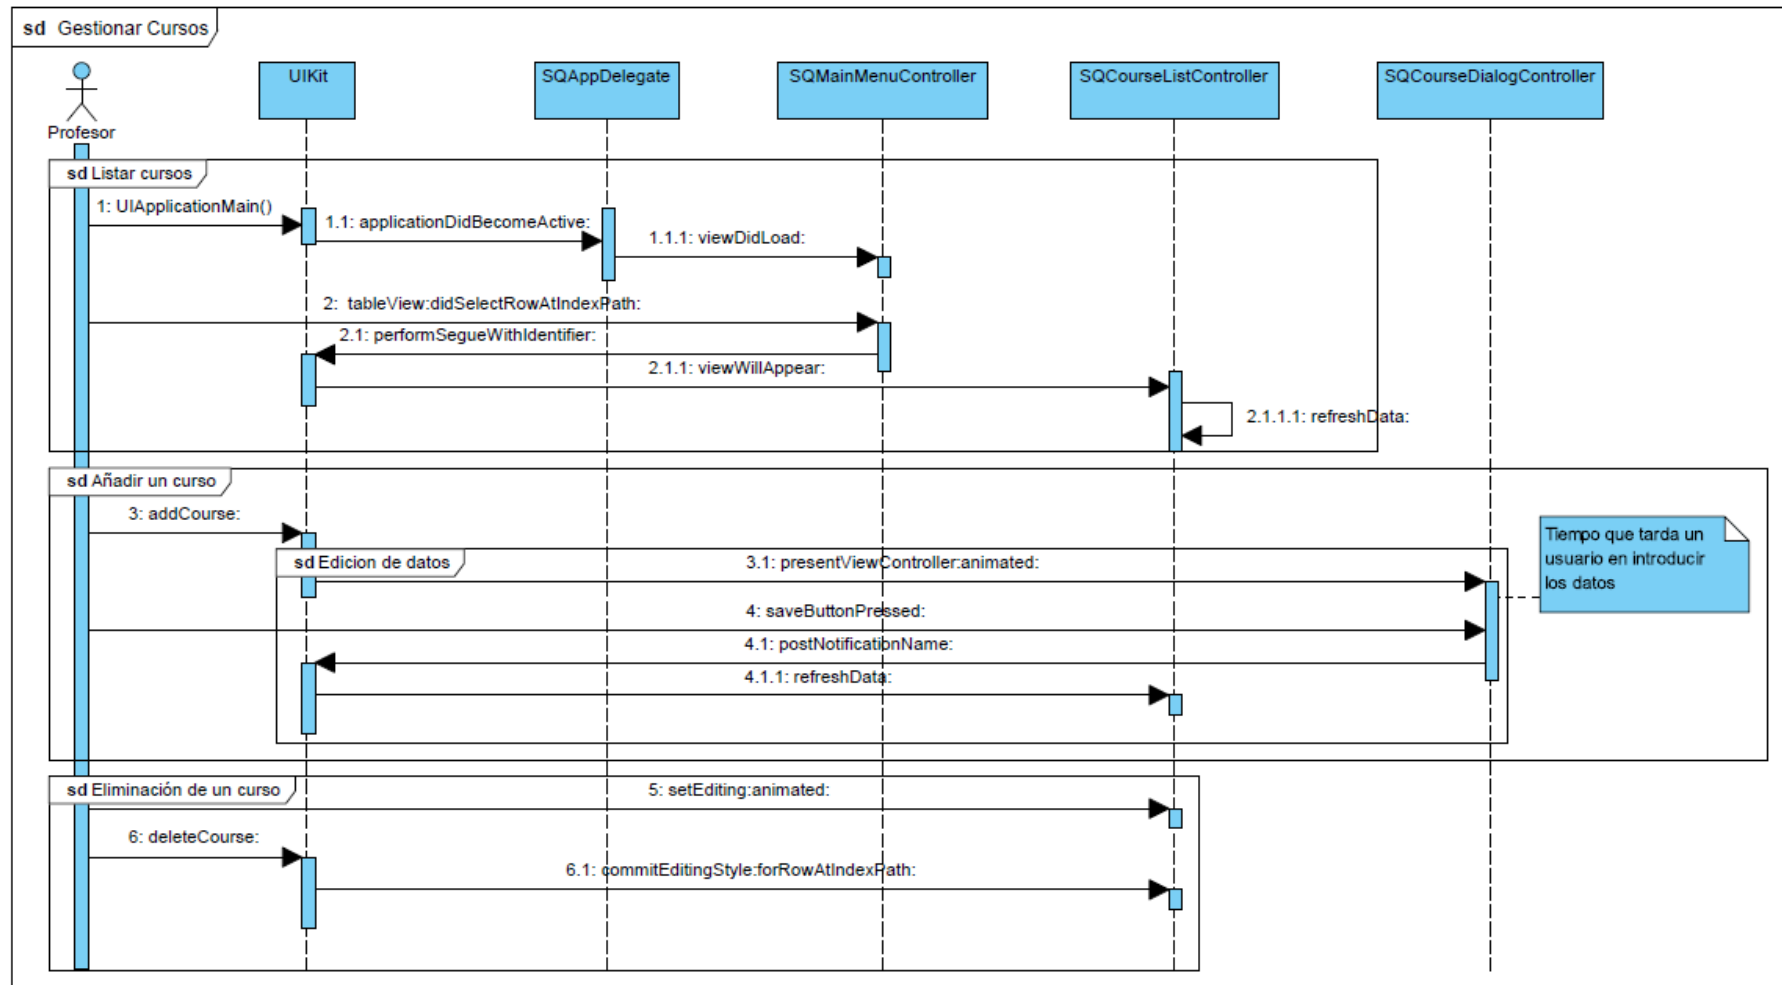 sd Gestionar Cursos
Profesor
UIKit
SQAppDelegate
SQMainMenuController
SQCourseListController
SQCourseDialogController
sd Listar cursos
1: UIApplicationMain()
1.1: applicationDidBecomeActive:
1.1.1: viewDidLoad:
2: tableView:didSelectRowAtIndexPath:
2.1: performSegueWithIdentifier:
2.1.1: viewWillAppear:
2.1.1.1: refreshData:
sd Añadir un curso
3: addCourse:
sd Edicion de datos
3.1: presentViewController:animated:
Tiempo que tarda un
usuario en introducir
los datos
4: saveButtonPressed:
4.1: postNotificationName:
4.1.1: refreshData:
sd Eliminación de un curso
5: setEditing:animated:
6: deleteCourse:
6.1: commitEditingStyle:forRowAtIndexPath: